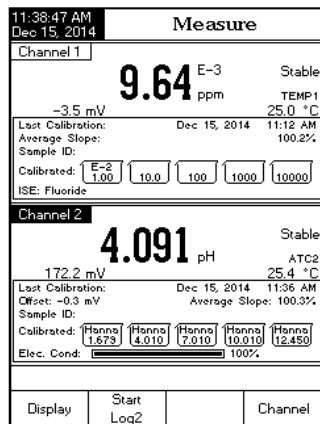 11:38:47 AM
Dec 15, 2014
Measure
Channel 1
9.64 E-3 ppm
Stable
TEMP1
-3.5 mV
25.0 °C
Last Calibration: Dec 15, 2014 11:12 AM
Average Slope: 100.2%
Sample ID:
Calibrated: E-2 1.00 10.0 100 1000 10000
ISE: Fluoride
Channel 2
4.091 pH
Stable
ATC2
172.2 mV
25.4 °C
Last Calibration: Dec 15, 2014 11:36 AM
Offset: -0.3 mV Average Slope: 100.3%
Sample ID:
Calibrated: Hanna 1.679 Hanna 4.010 Hanna 7.010 Hanna 10.010 Hanna 12.450
Elec. Cond: 100%
Display
Start
Log2
Channel